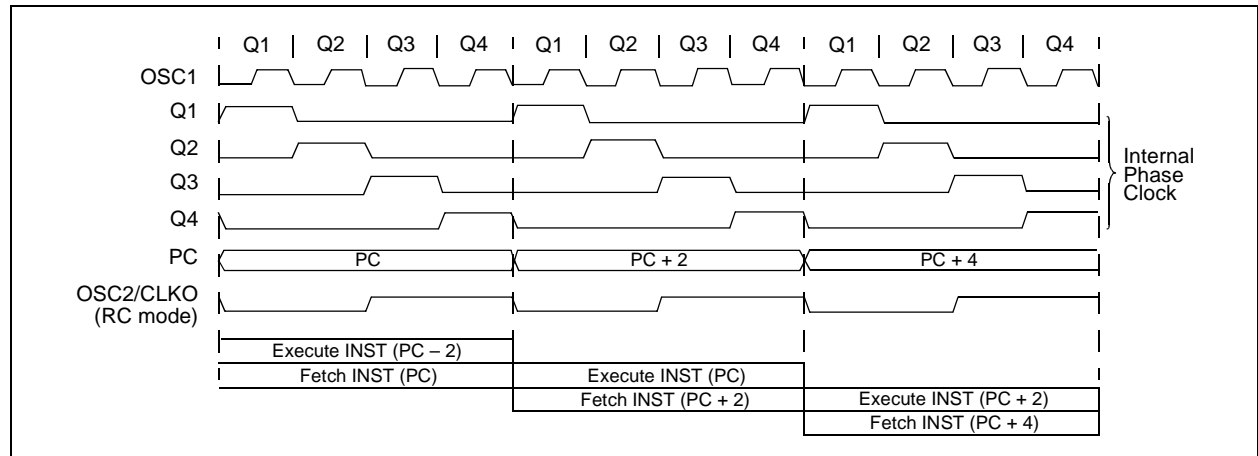 Q1 Q2 Q3 Q4 Q1 Q2 Q3 Q4 Q1 Q2 Q3 Q4
OSC1
Q1
Q2
Q3
Q4
Internal
Phase
Clock
PC PC PC + 2 PC + 4
OSC2/CLKO
(RC mode)
Execute INST (PC – 2)
Fetch INST (PC) Execute INST (PC)
Fetch INST (PC + 2) Execute INST (PC + 2)
Fetch INST (PC + 4)